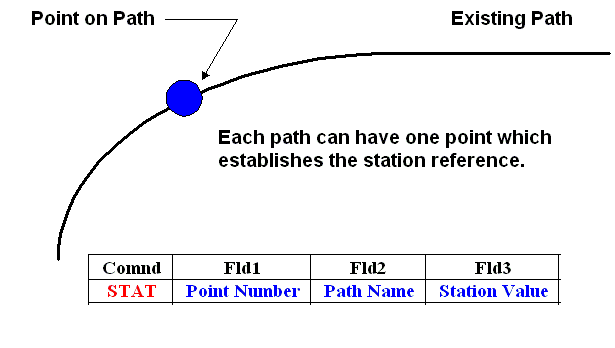 Point on Path
Existing Path
Each path can have one point which
establishes the station reference.
Comnd Fld1 Fld2 Fld3
STAT Point Number Path Name Station Value